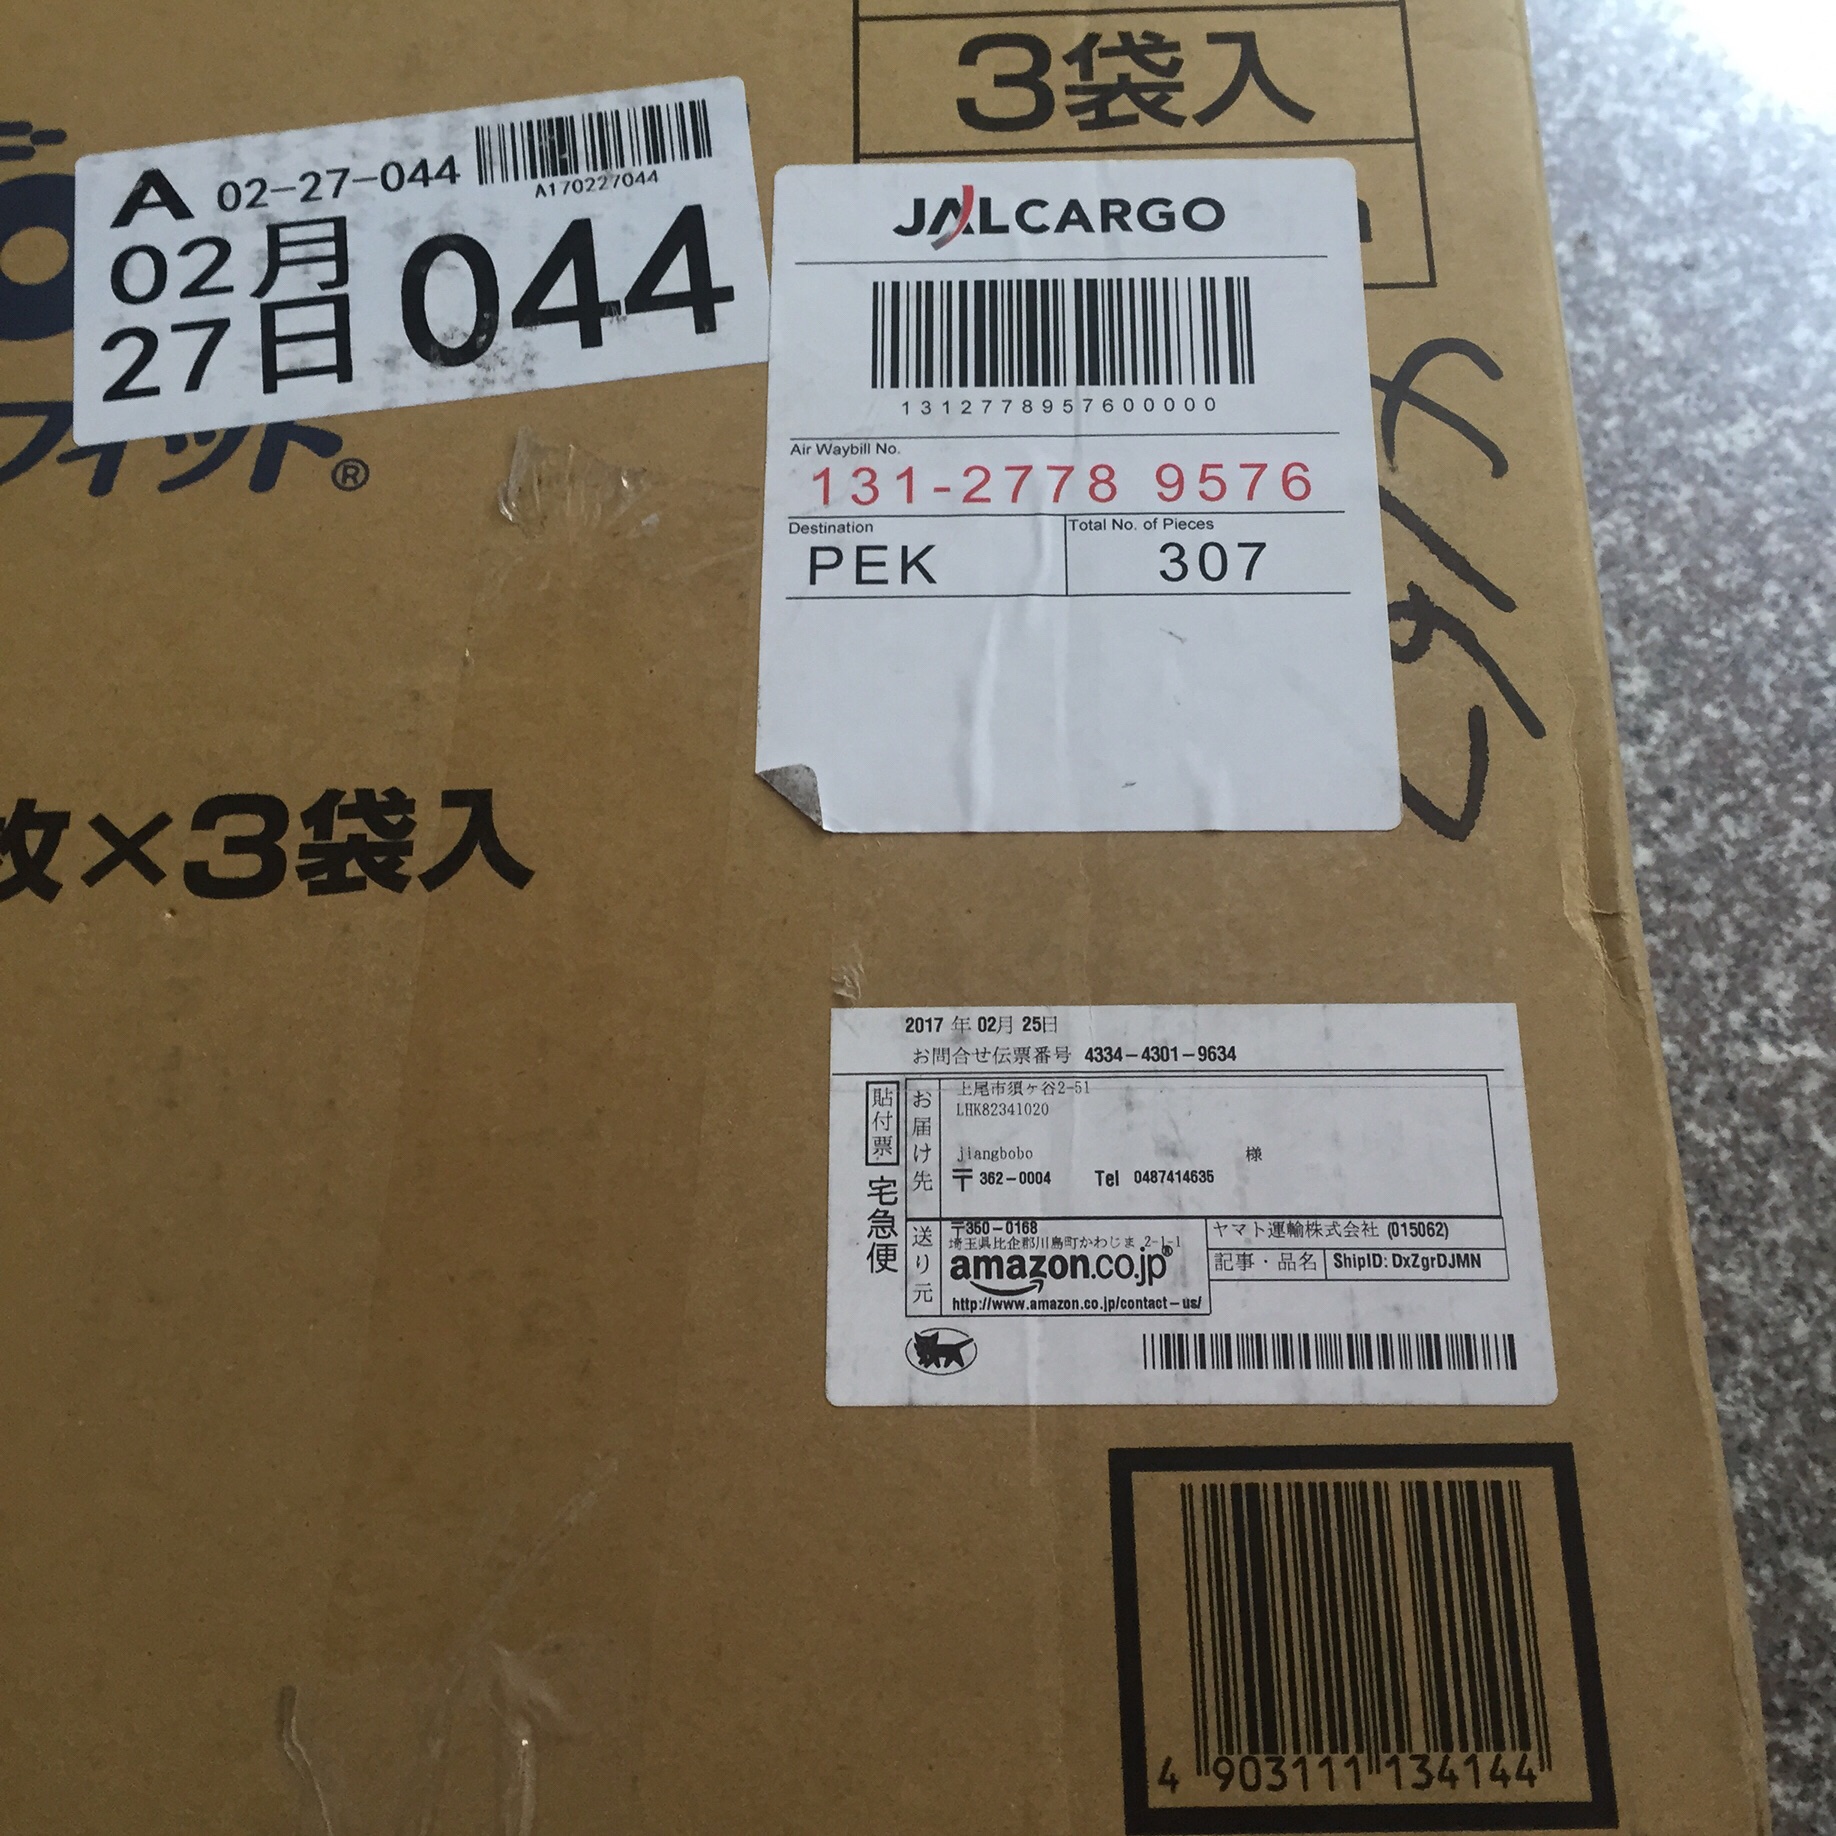 3袋入
A 02-27-044
A170227044
02月
27日
044
フィット®
JALCARGO
1312778957600000
Air Waybill No.
131-2778 9576
Destination
PEK
Total No. of Pieces
307
枚×3袋入
2017 年 02月 25日
お問合せ伝票番号 4334-4301-9634
貼付票
宅急便
お届け先
上尾市須ヶ谷2-51
LHK82341020
jiangbobo 様
〒 362-0004 Tel 0487414635
送り元
〒350-0168
埼玉県比企郡川島町かわじま 2-1-1
amazon.co.jp®
http://www.amazon.co.jp/contact-us/
ヤマト運輸株式会社 (015062)
記事・品名 ShipID: DxZgrDJMN
4 903111 134144